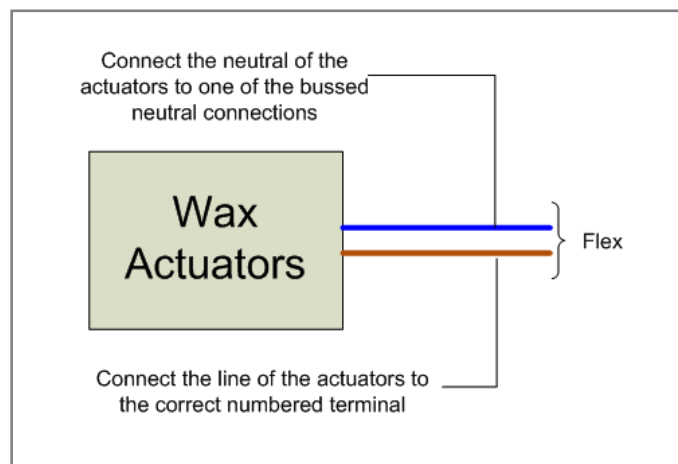 Connect the neutral of the
actuators to one of the bussed
neutral connections
Wax
Actuators
Flex
Connect the line of the actuators to
the correct numbered terminal